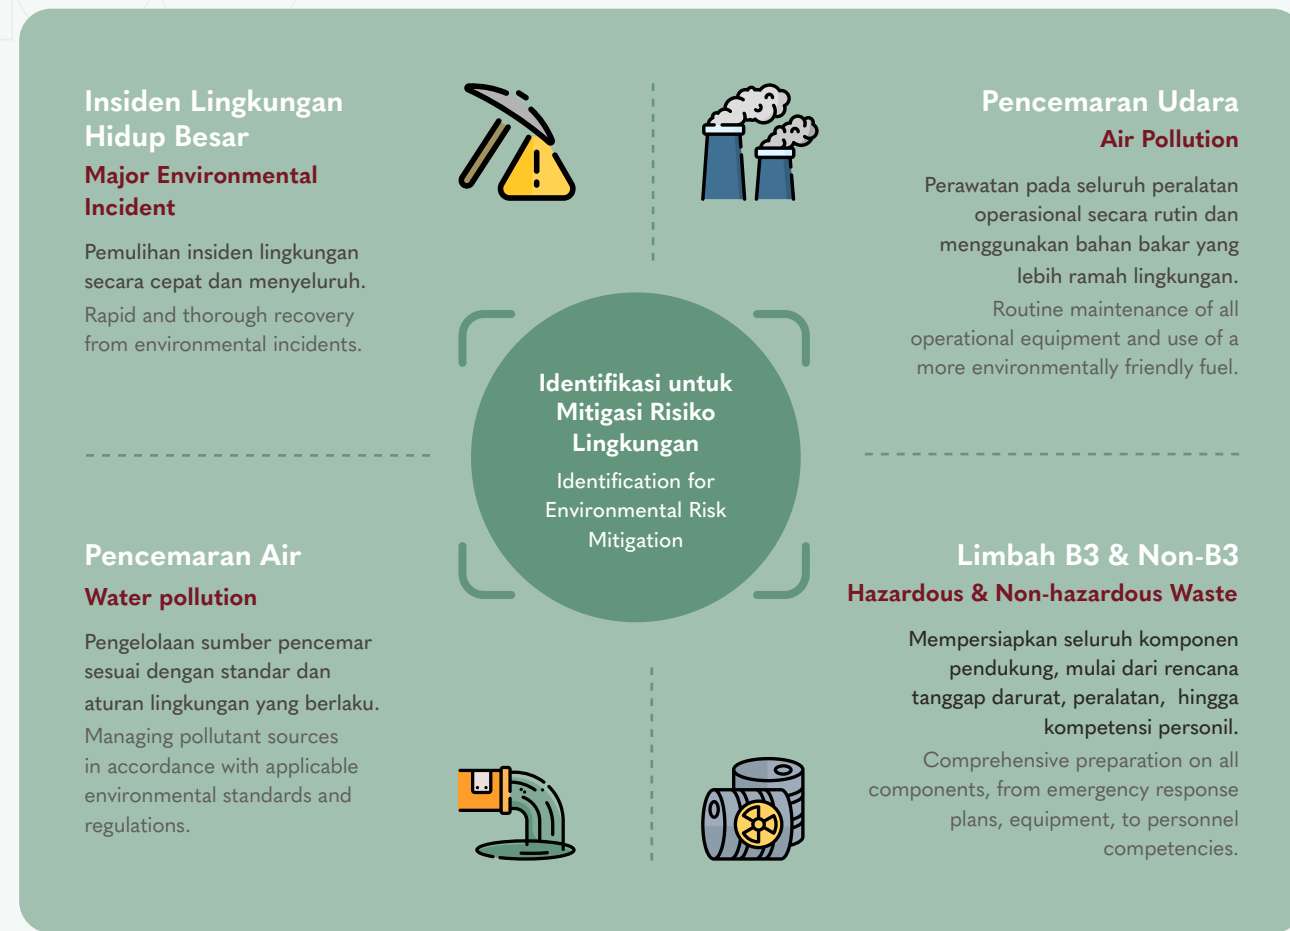 Insiden Lingkungan
Hidup Besar
Major Environmental
Incident
Pemulihan insiden lingkungan
secara cepat dan menyeluruh.
Rapid and thorough recovery
from environmental incidents.
Pencemaran Udara
Air Pollution
Perawatan pada seluruh peralatan
operasional secara rutin dan
menggunakan bahan bakar yang
lebih ramah lingkungan.
Routine maintenance of all
operational equipment and use of a
more environmentally friendly fuel.
Identifikasi untuk
Mitigasi Risiko
Lingkungan
Identification for
Environmental Risk
Mitigation
Pencemaran Air
Water pollution
Pengelolaan sumber pencemar
sesuai dengan standar dan
aturan lingkungan yang berlaku.
Managing pollutant sources
in accordance with applicable
environmental standards and
regulations.
Limbah B3 & Non-B3
Hazardous & Non-hazardous Waste
Mempersiapkan seluruh komponen
pendukung, mulai dari rencana
tanggap darurat, peralatan,  hingga
kompetensi personil.
Comprehensive preparation on all
components, from emergency response
plans, equipment, to personnel
competencies.